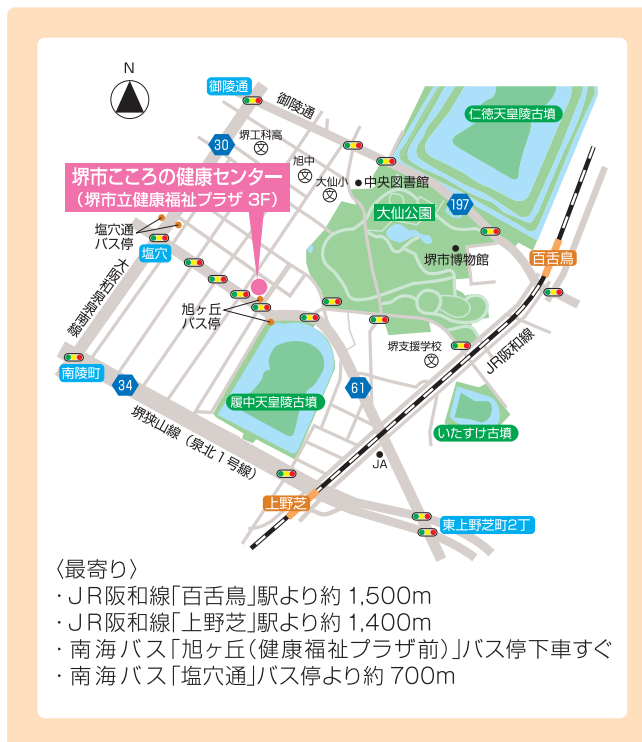 N
御陵通
御陵通
仁徳天皇陵古墳
堺工科高
30
旭中
堺市こころの健康センター
(堺市立健康福祉プラザ 3F)
大仙小
中央図書館
197
大仙公園
塩穴通
バス停
塩穴
堺市博物館
百舌鳥
大阪和泉泉南線
旭ヶ丘
バス停
堺支援学校
JR阪和線
南陵町
34
61
履中天皇陵古墳
いたすけ古墳
堺狭山線(泉北1号線)
JA
上野芝
東上野芝町2丁
〈最寄り〉
・JR阪和線「百舌鳥」駅より約 1,500m
・JR阪和線「上野芝」駅より約 1,400m
・南海バス「旭ヶ丘(健康福祉プラザ前)」バス停下車すぐ
・南海バス「塩穴通」バス停より約 700m